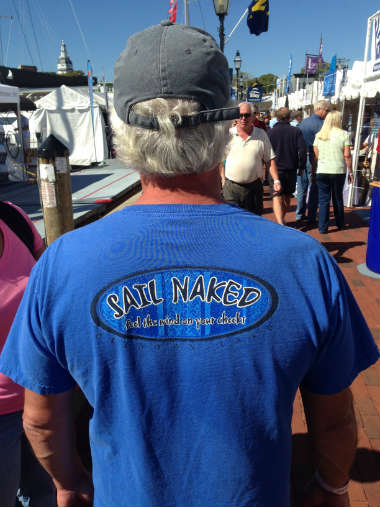 SAIL NAKED
feel the wind on your cheeks